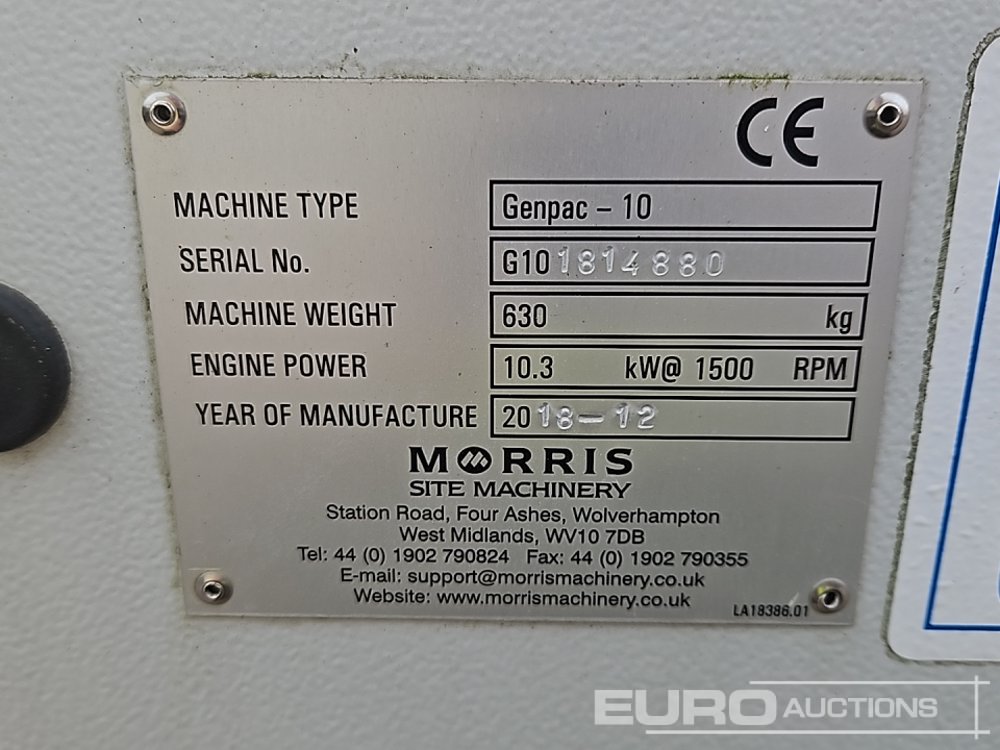 CE
MACHINE TYPE Genpac – 10
SERIAL No. G101814880
MACHINE WEIGHT 630 kg
ENGINE POWER 10.3 kW@ 1500 RPM
YEAR OF MANUFACTURE 2018–12
MORRIS
SITE MACHINERY
Station Road, Four Ashes, Wolverhampton
West Midlands, WV10 7DB
Tel: 44 (0) 1902 790824 Fax: 44 (0) 1902 790355
E-mail: support@morrismachinery.co.uk
Website: www.morrismachinery.co.uk
LA18386.01
EURO AUCTIONS